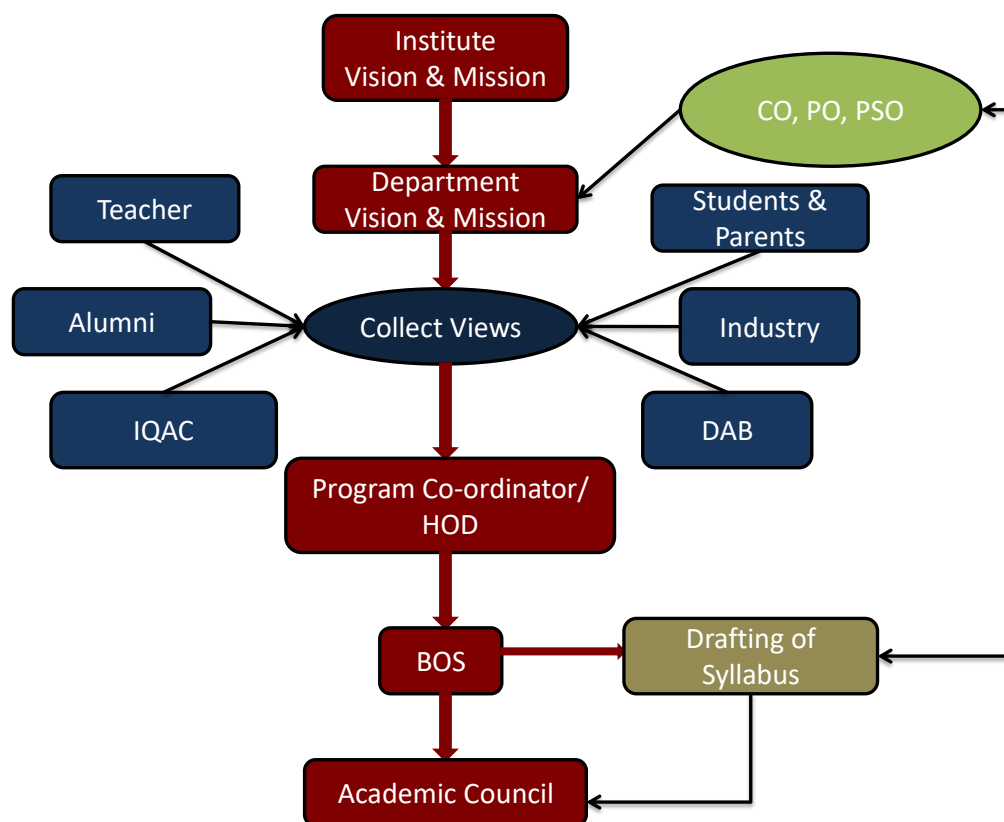 Institute
Vision & Mission
CO, PO, PSO
Department
Vision & Mission
Teacher
Students &
Parents
Alumni
Collect Views
Industry
IQAC
DAB
Program Co-ordinator/
HOD
BOS
Drafting of
Syllabus
Academic Council